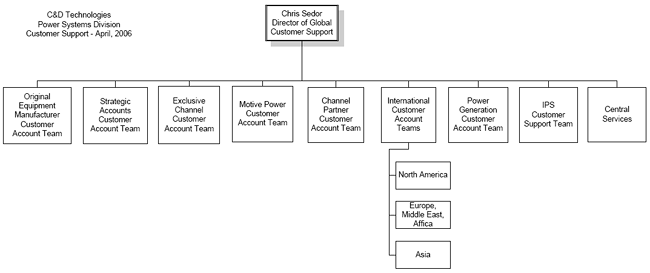 C&D Technologies
Power Systems Division
Customer Support - April, 2006
Chris Sedor
Director of Global
Customer Support
Original
Equipment
Manufacturer
Customer
Account Team
Strategic
Accounts
Customer
Account Team
Exclusive
Channel
Customer
Account Team
Motive Power
Customer
Account Team
Channel
Partner
Customer
Account Team
International
Customer
Account
Teams
Power
Generation
Customer
Account Team
IPS
Customer
Support Team
Central
Services
North America
Europe,
Middle East,
Affica
Asia